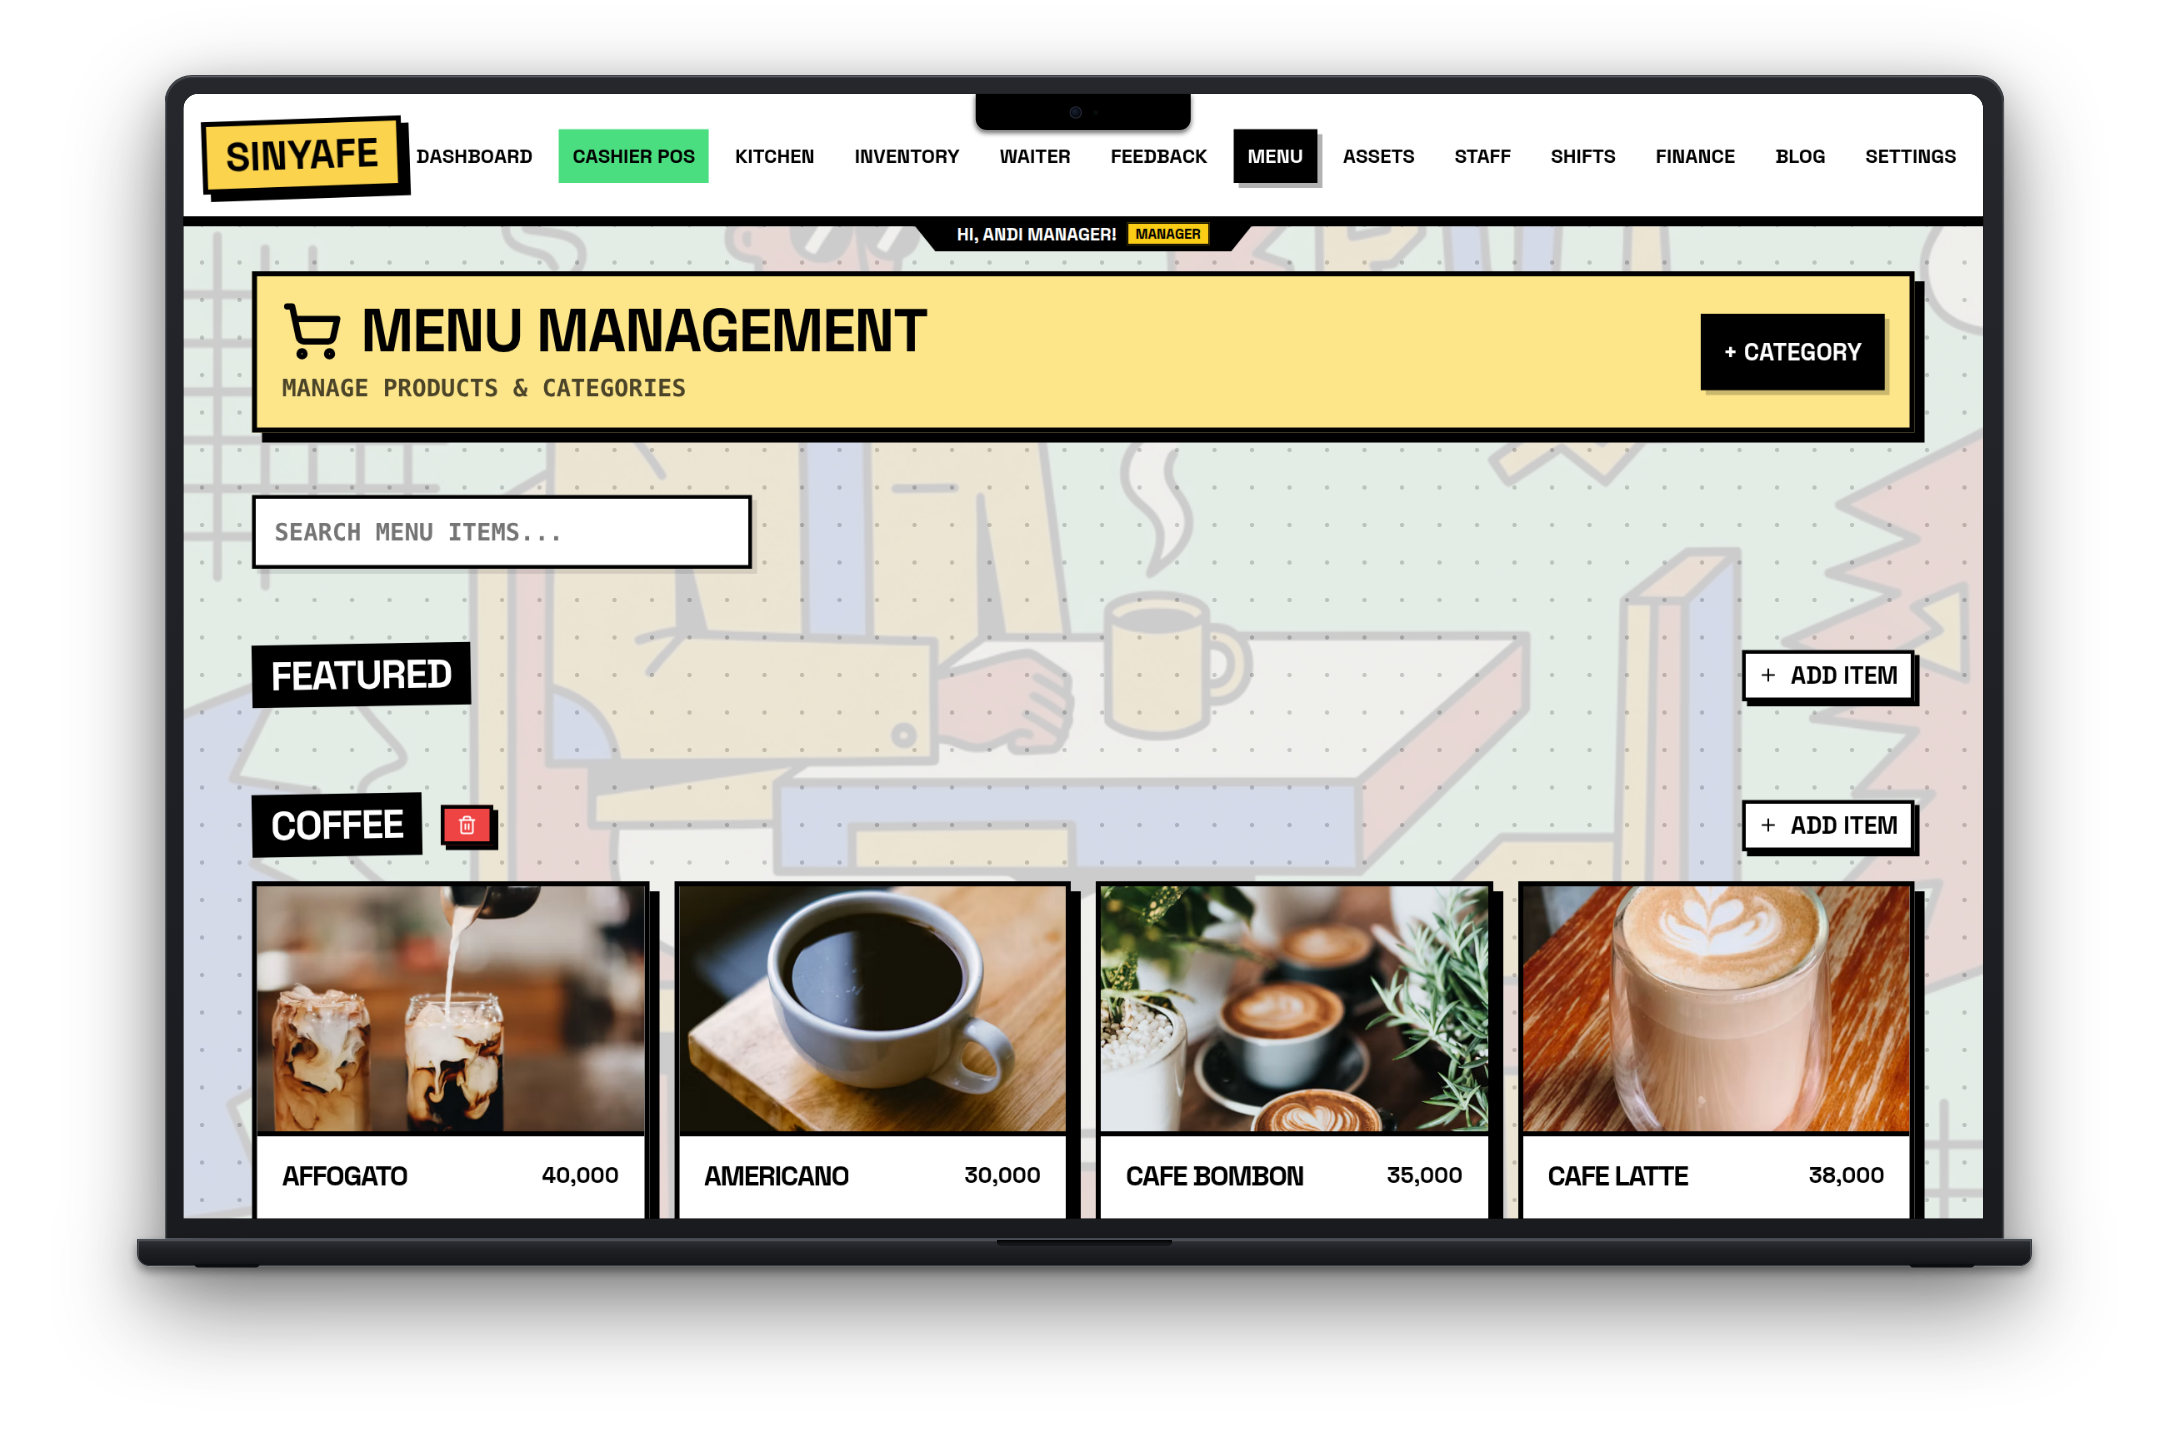 SINYAFE
DASHBOARD CASHIER POS KITCHEN INVENTORY WAITER FEEDBACK MENU ASSETS STAFF SHIFTS FINANCE BLOG SETTINGS
HI, ANDI MANAGER! MANAGER
MENU MANAGEMENT
MANAGE PRODUCTS & CATEGORIES
+ CATEGORY
SEARCH MENU ITEMS...
FEATURED
+ ADD ITEM
COFFEE
+ ADD ITEM
AFFOGATO 40,000
AMERICANO 30,000
CAFE BOMBON 35,000
CAFE LATTE 38,000